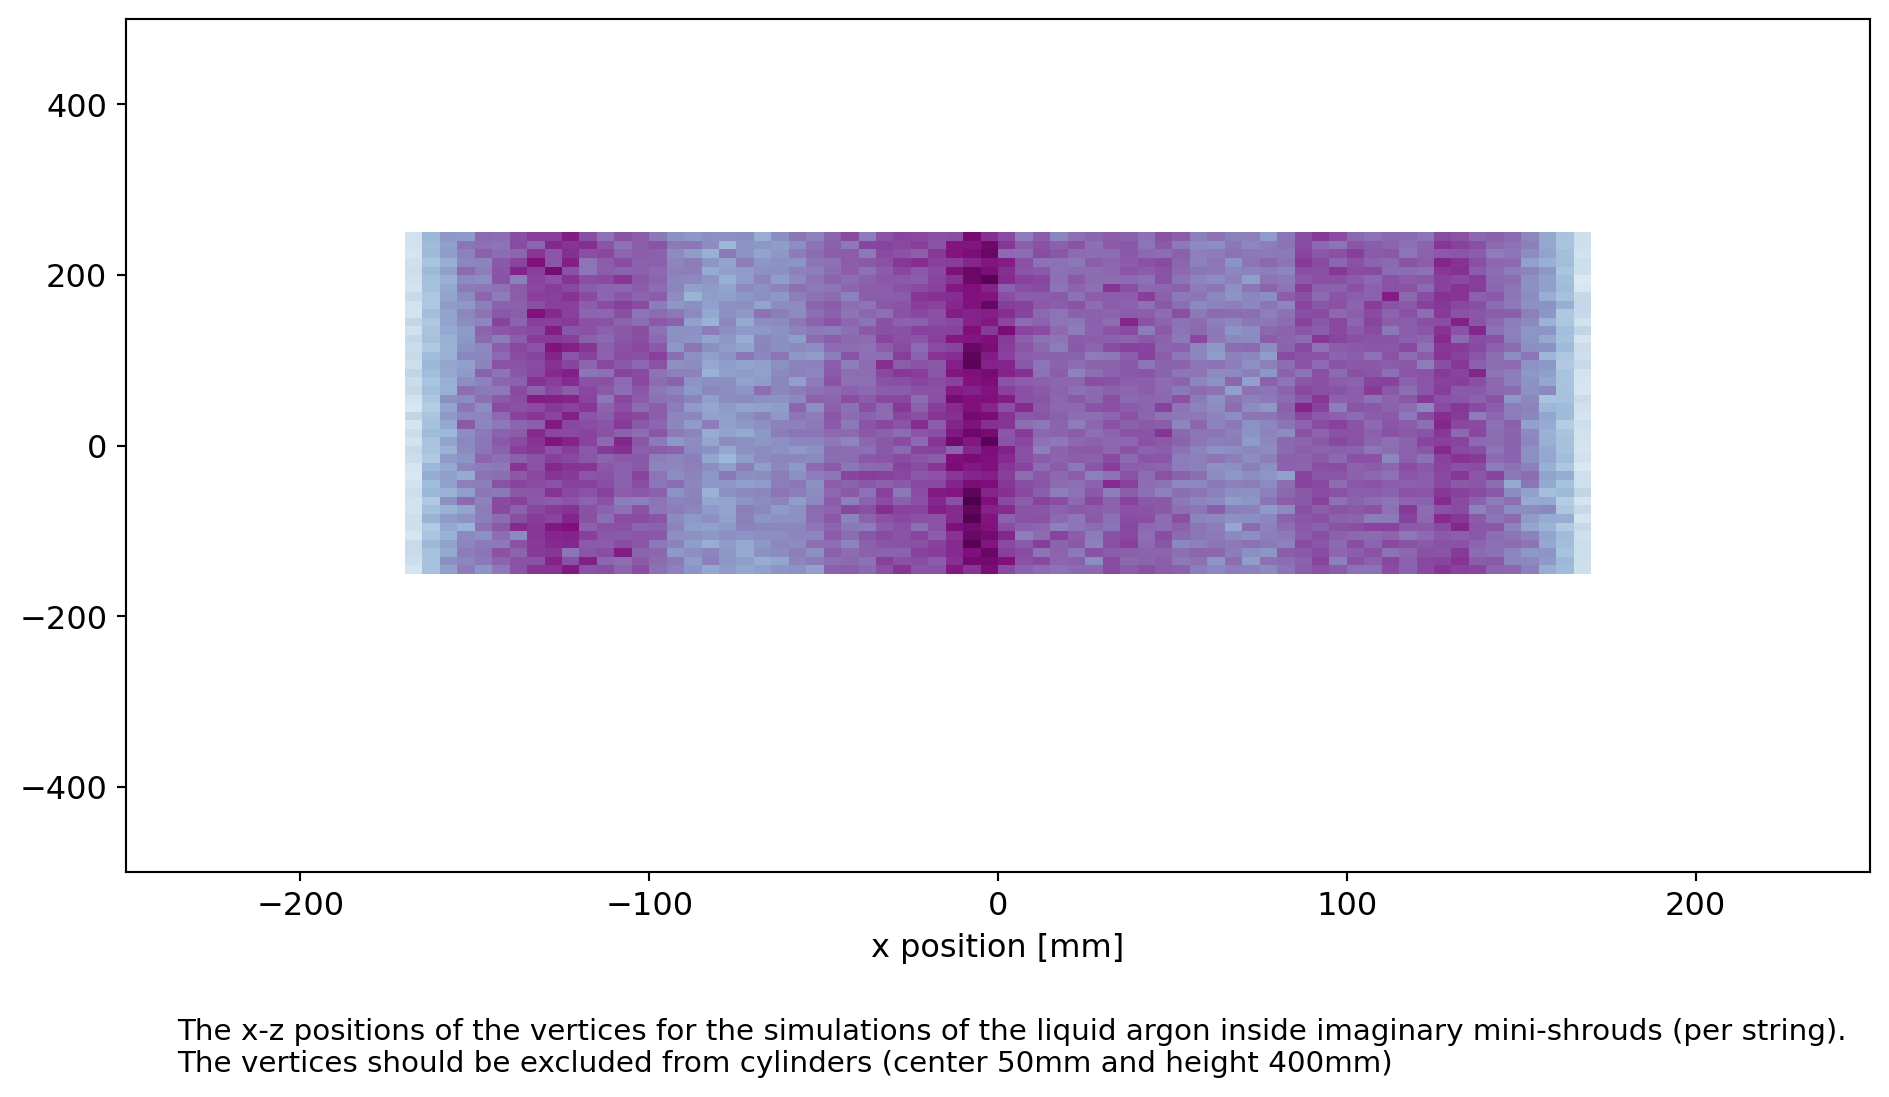 400
200
0
−200
−400
−200 −100 0 100 200
x position [mm]
The x-z positions of the vertices for the simulations of the liquid argon inside imaginary mini-shrouds (per string).
The vertices should be excluded from cylinders (center 50mm and height 400mm)